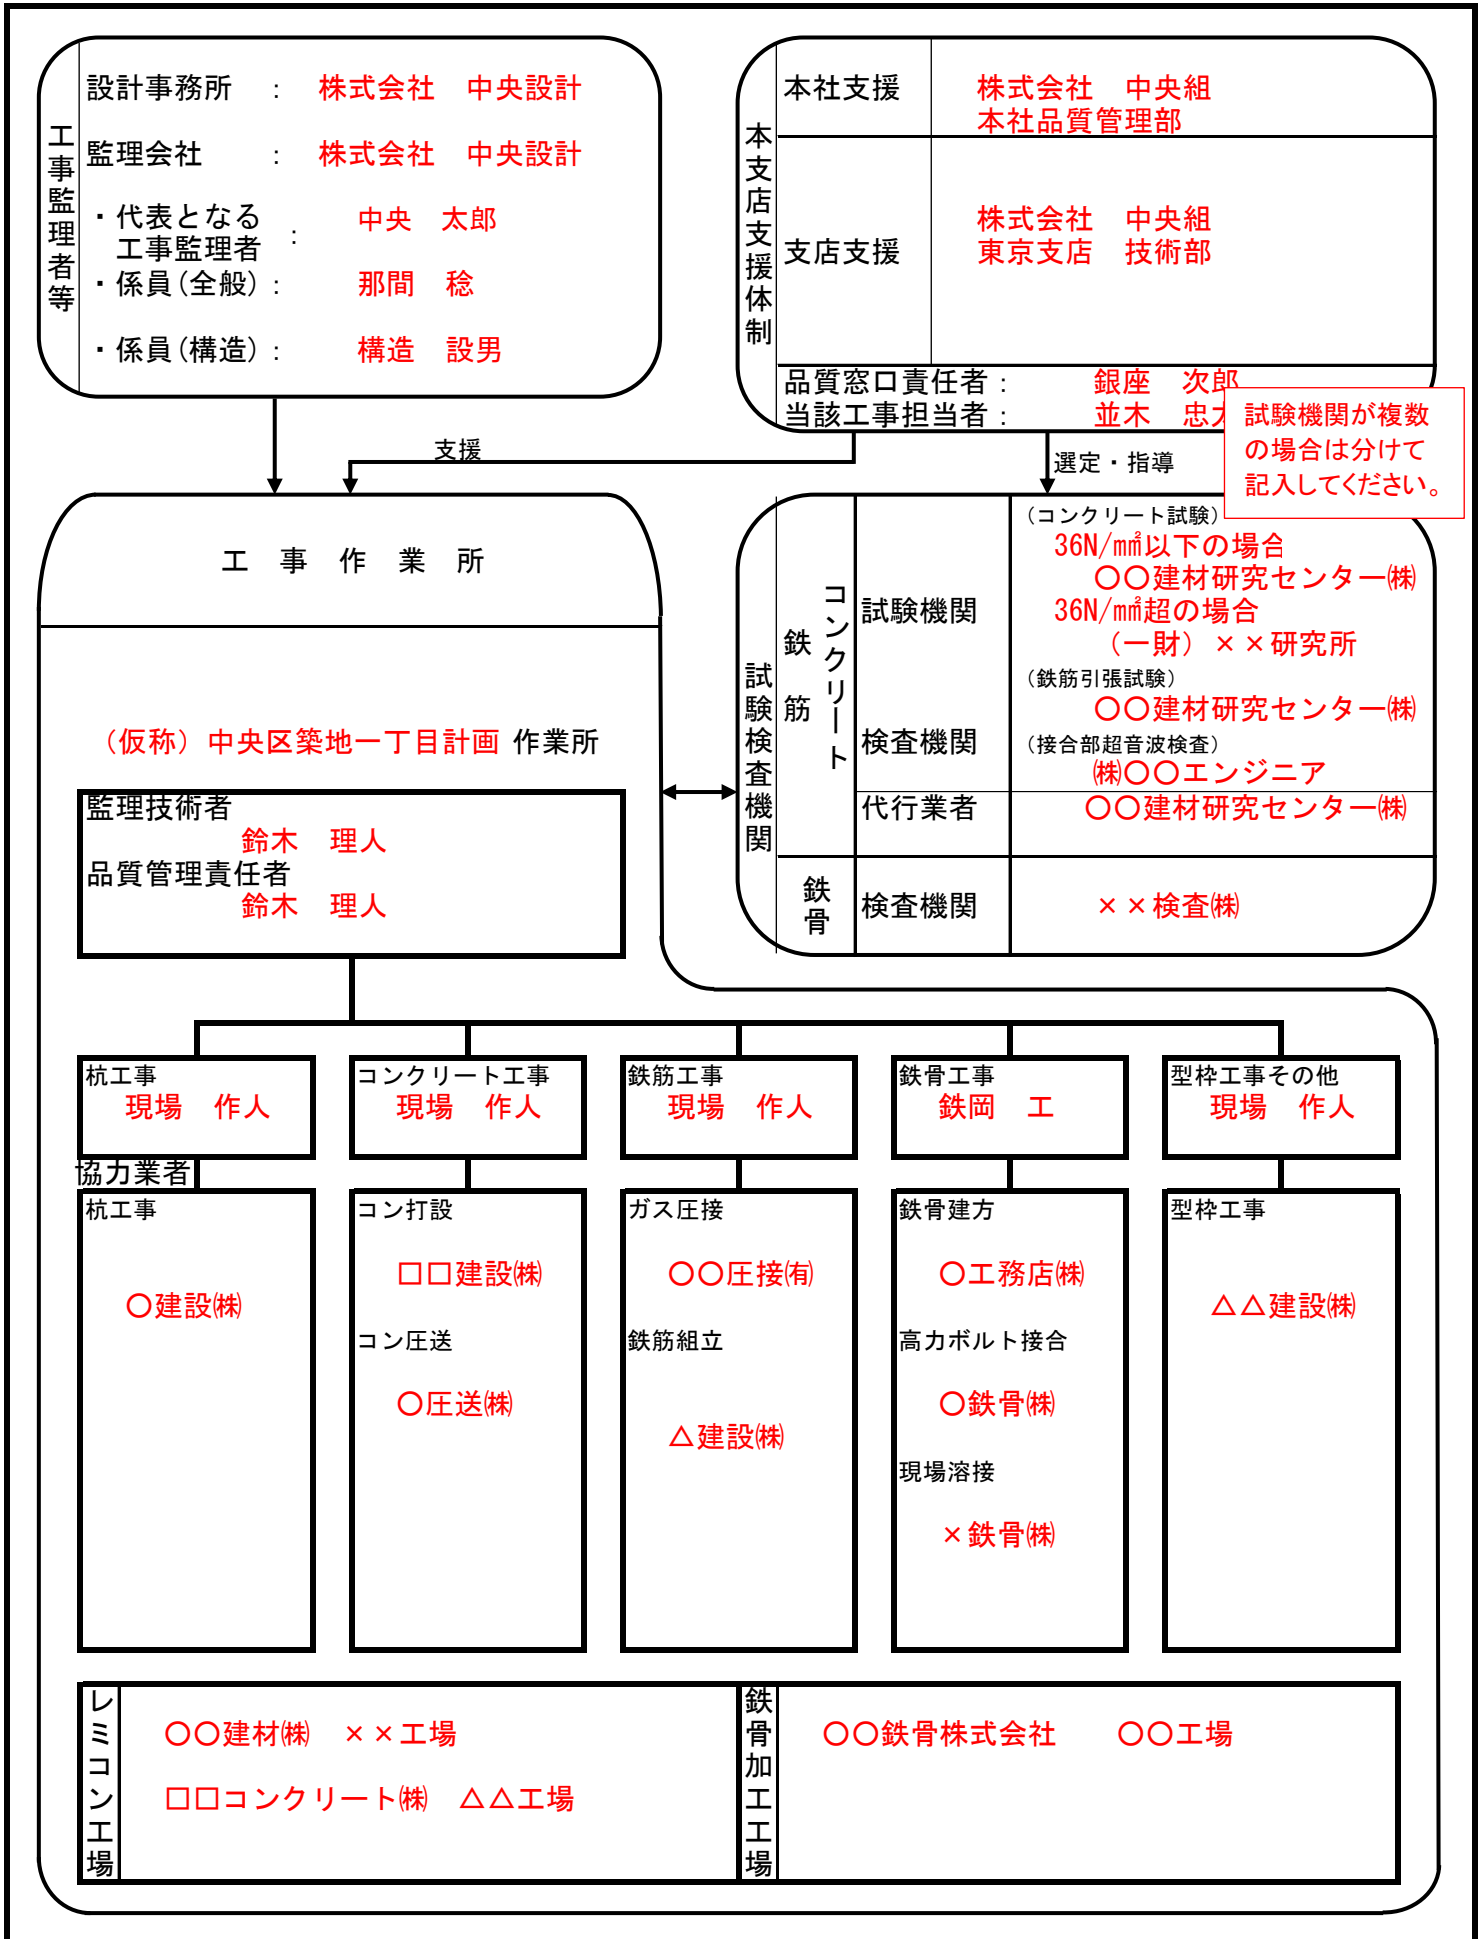 工事監理者等
設計事務所 : 株式会社 中央設計
監理会社 : 株式会社 中央設計
・代表となる
工事監理者 : 中央 太郎
・係員(全般) : 那間 稔
・係員(構造) : 構造 設男
本支店支援体制
本社支援 株式会社 中央組
本社品質管理部
支店支援 株式会社 中央組
東京支店 技術部
品質窓口責任者 : 銀座 次郎
当該工事担当者 : 並木 忠
試験機関が複数
の場合は分けて
記入してください。
支援
選定・指導
工 事 作 業 所
(仮称)中央区築地一丁目計画 作業所
監理技術者
鈴木 理人
品質管理責任者
鈴木 理人
試験検査機関
鉄筋
コンクリート
試験機関
(コンクリート試験)
36N/㎟以下の場合
〇〇建材研究センター㈱
36N/㎟超の場合
(一財)××研究所
(鉄筋引張試験)
〇〇建材研究センター㈱
検査機関
(接合部超音波検査)
㈱〇〇エンジニア
代行業者 〇〇建材研究センター㈱
鉄骨
検査機関 ××検査㈱
杭工事
現場 作人
コンクリート工事
現場 作人
鉄筋工事
現場 作人
鉄骨工事
鉄岡 工
型枠工事その他
現場 作人
協力業者
杭工事
〇建設㈱
コン打設
□□建設㈱
コン圧送
〇圧送㈱
ガス圧接
〇〇圧接㈲
鉄筋組立
△建設㈱
鉄骨建方
〇工務店㈱
高力ボルト接合
〇鉄骨㈱
現場溶接
×鉄骨㈱
型枠工事
△△建設㈱
レミコン工場
〇〇建材㈱ ××工場
□□コンクリート㈱ △△工場
鉄骨加工工場
〇〇鉄骨株式会社 〇〇工場